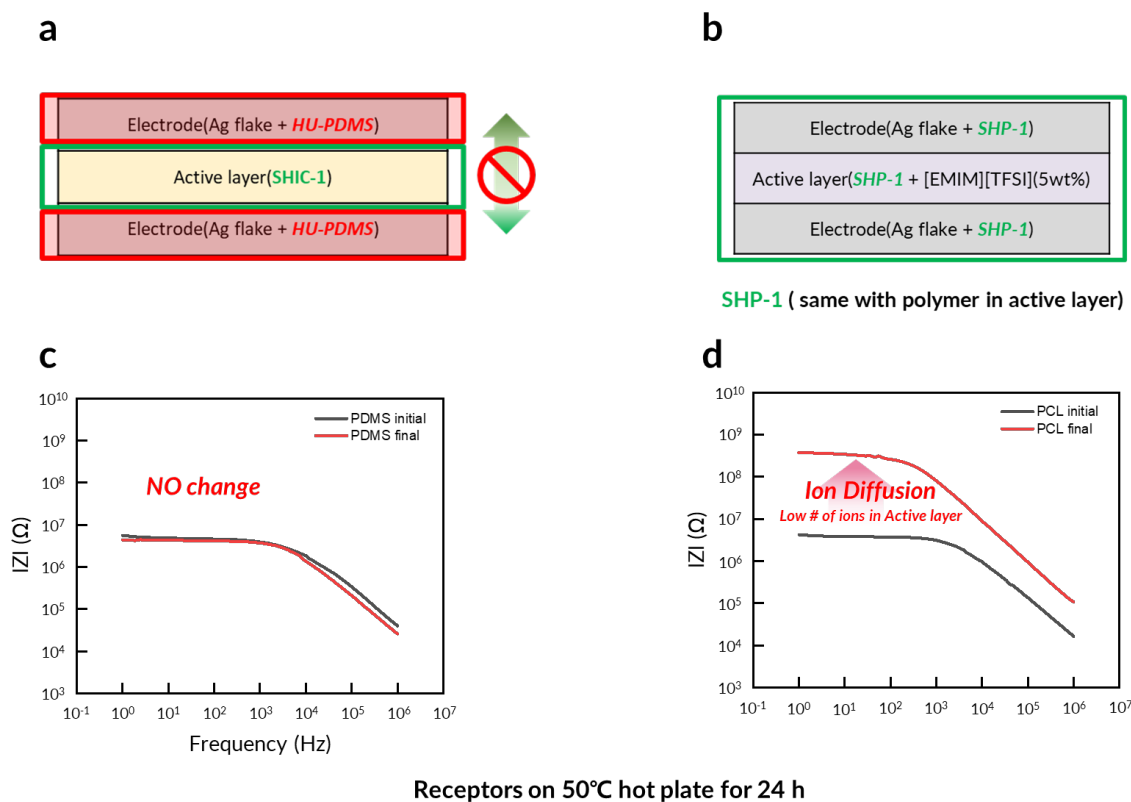 a
Electrode(Ag flake + HU-PDMS)
Active layer(SHIC-1)
Electrode(Ag flake + HU-PDMS)
b
Electrode(Ag flake + SHP-1)
Active layer(SHP-1 + [EMIM][TFSI](5wt%)
Electrode(Ag flake + SHP-1)
SHP-1 ( same with polymer in active layer)
c
10¹⁰
10⁹
10⁸
10⁷
10⁶
10⁵
10⁴
10³
IZI (Ω)
PDMS initial
PDMS final
NO change
10⁻¹ 10⁰ 10¹ 10² 10³ 10⁴ 10⁵ 10⁶ 10⁷
Frequency (Hz)
d
10¹⁰
10⁹
10⁸
10⁷
10⁶
10⁵
10⁴
10³
IZI (Ω)
PCL initial
PCL final
Ion Diffusion
Low # of ions in Active layer
10⁻¹ 10⁰ 10¹ 10² 10³ 10⁴ 10⁵ 10⁶ 10⁷
Receptors on 50℃ hot plate for 24 h